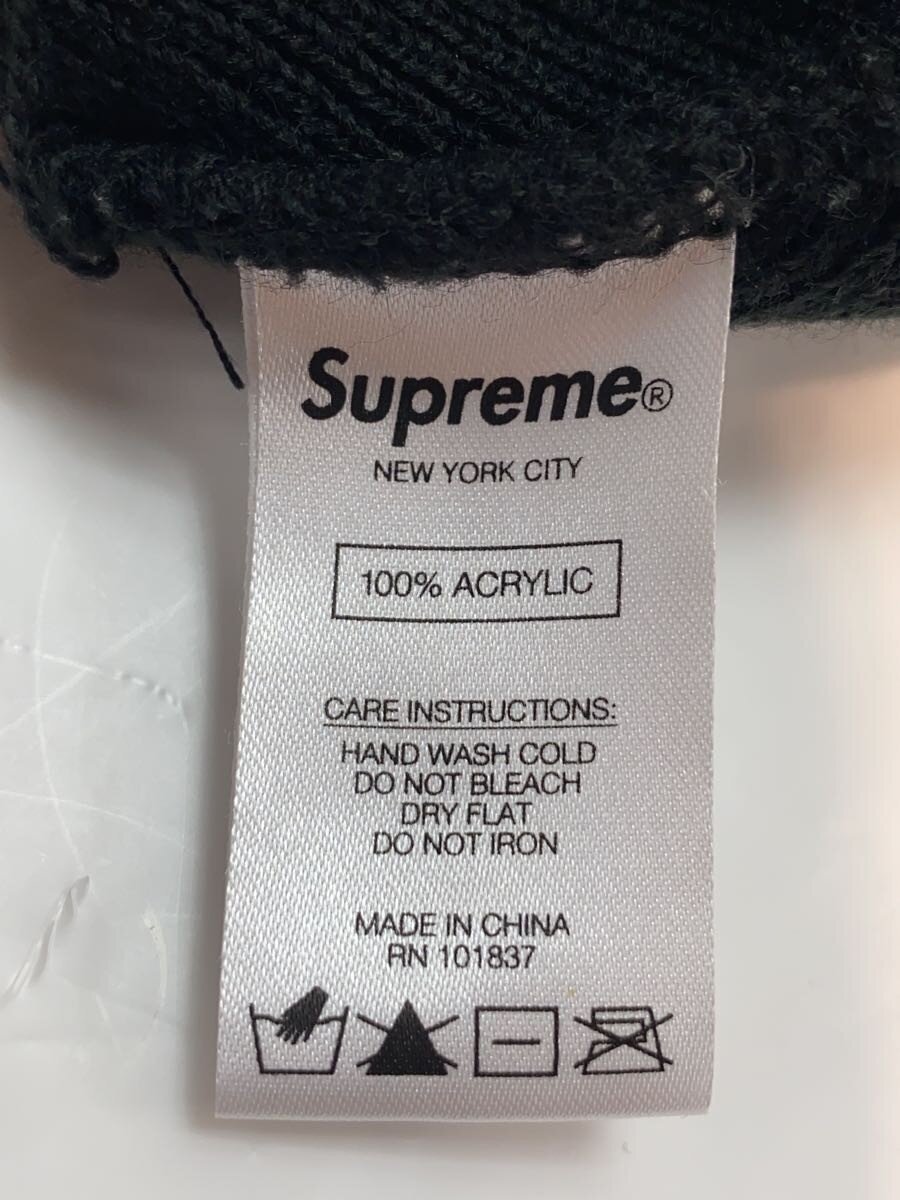 Supreme®
NEW YORK CITY
100% ACRYLIC
CARE INSTRUCTIONS:
HAND WASH COLD
DO NOT BLEACH
DRY FLAT
DO NOT IRON
MADE IN CHINA
RN 101837